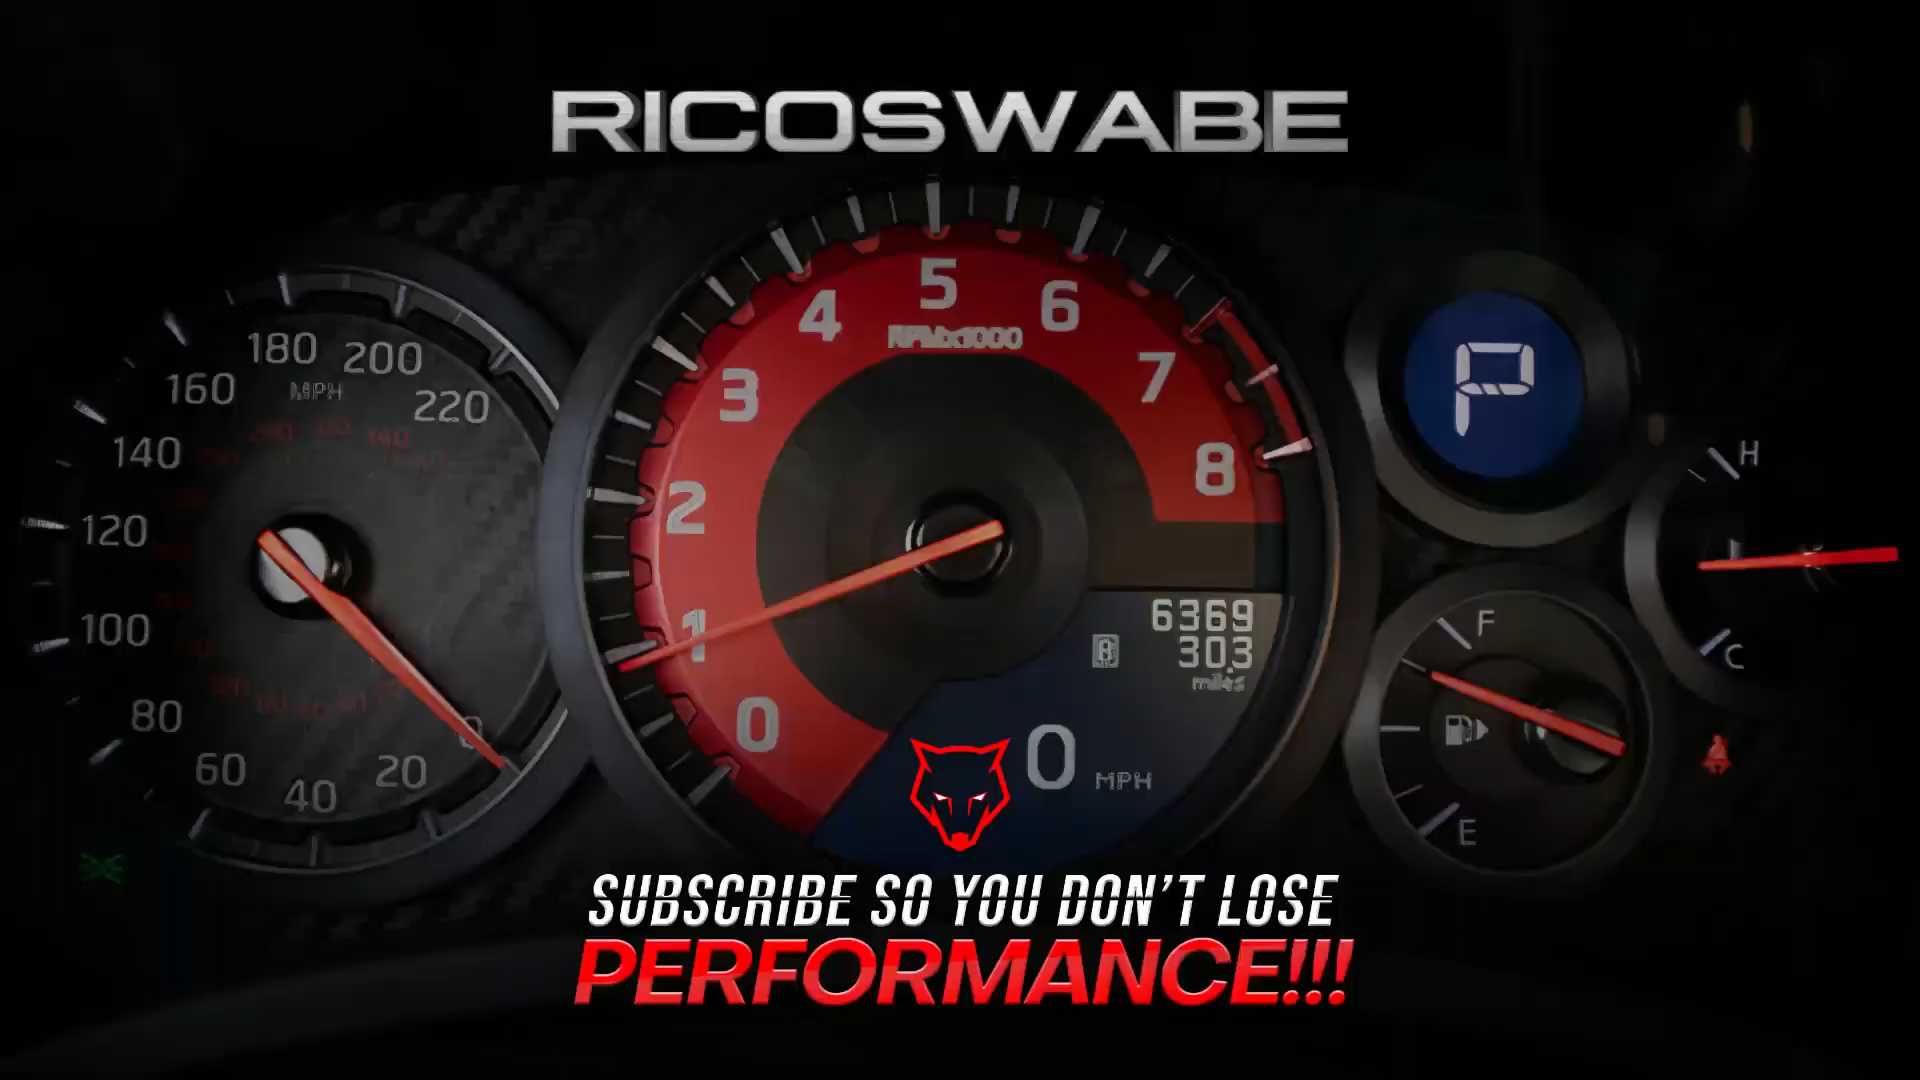 RICOSWABE
180
200
160
MPH
220
140
120
100
80
60
40
20
0
5
4
6
3
7
2
8
1
0
6369
303
miles
0 MPH
P
H
C
F
E
SUBSCRIBE SO YOU DON'T LOSE
PERFORMANCE!!!